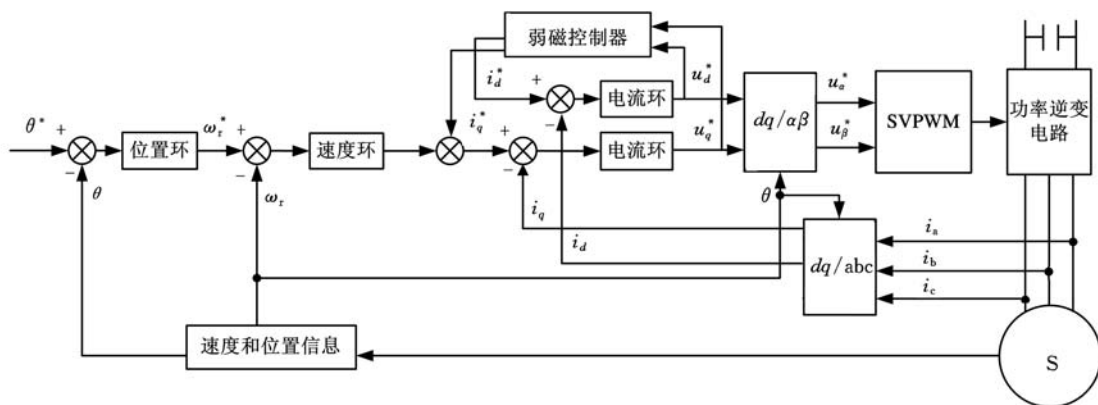 弱磁控制器
i_d^*
+
−
电流环
u_d^*
θ^*
+
−
位置环
ω_r^*
−
速度环
i_q^*
+
−
电流环
u_q^*
dq/αβ
u_α^*
u_β^*
SVPWM
功率逆变
电路
θ
ω_r
θ
i_q
i_d
dq/abc
i_a
i_b
i_c
速度和位置信息
S